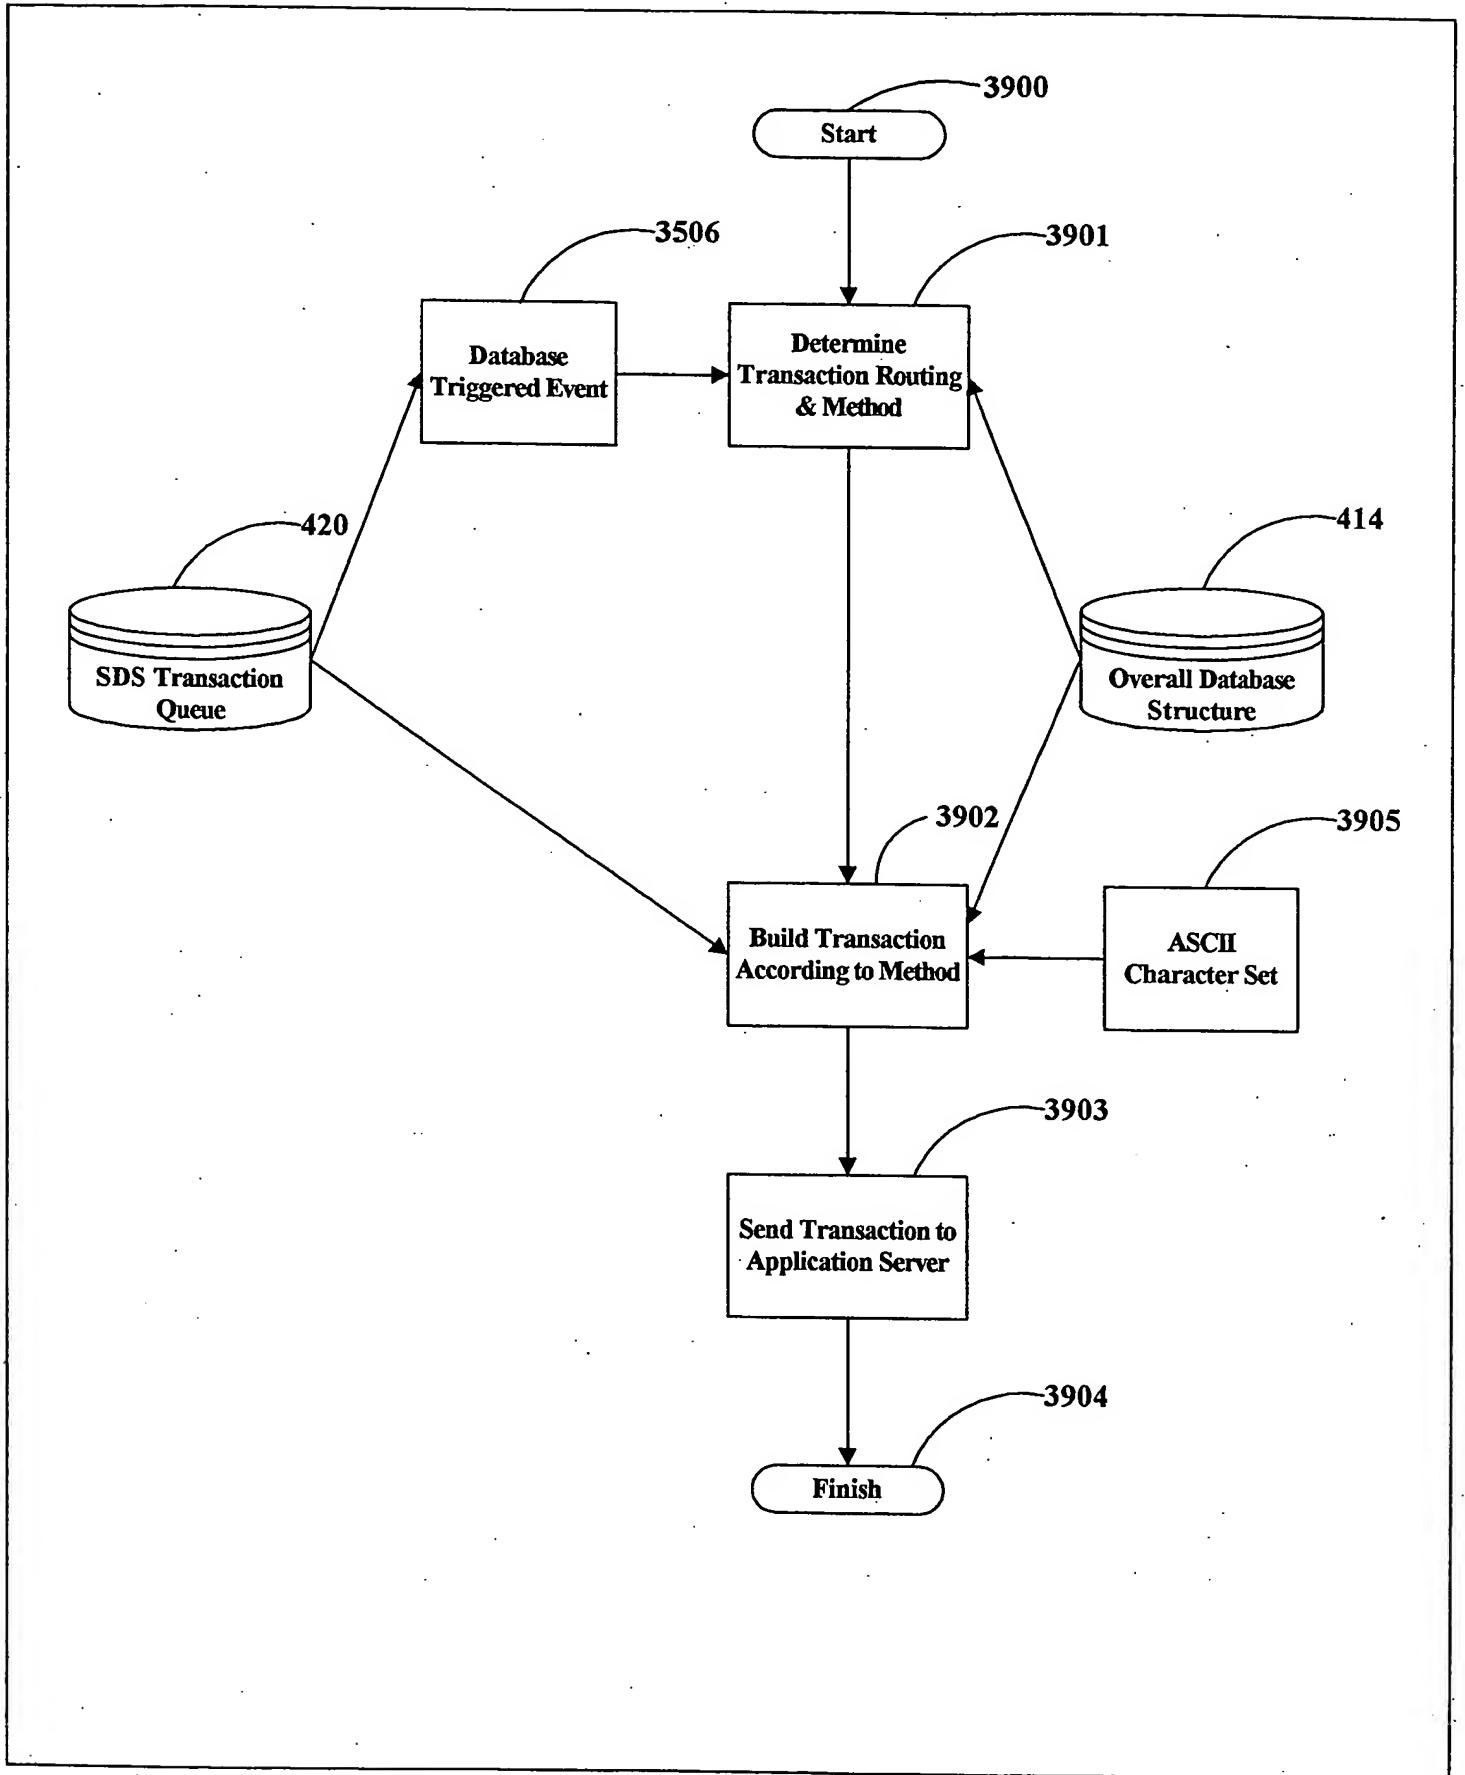 3900
Start
3506
3901
Database
Triggered Event
Determine
Transaction Routing
& Method
420
414
SDS Transaction
Queue
Overall Database
Structure
3902
3905
Build Transaction
According to Method
ASCII
Character Set
3903
Send Transaction to
Application Server
3904
Finish